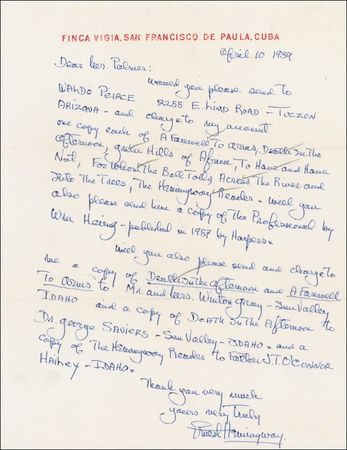 FINCA VIGIA, SAN FRANCISCO DE PAULA, CUBA
April 10 1959
Dear Mrs. Palmer:
Would you please send to
WALDO PEIRCE 2255 E. Lind Road - TUCZON
ARIZONA - and charge to my account
one copy each of A Farewell To Arms, Death In the
Afternoon, Green Hills of Africa, To Have and Have
Not, For Whom The Bell Tolls, Across The River and
Into The Trees, The Hemingway Reader. Will you
also please send him a copy of The Professional by
Wm Heinz - published in 1957 by Harpers.
Will you also please send and charge to
me a copy of Death In the Afternoon and A Farewell
To Arms to Mr. and Mrs. Winton Gray - Sun Valley
IDAHO and a copy of Death In the Afternoon to
Dr. George SAVIERS - Sun Valley - IDAHO. and a
copy of The Hemingway Reader to Father J.T. O'CONNOR
HAILEY - IDAHO.
Thank you very much
yours very Truly
Ernest Hemingway.